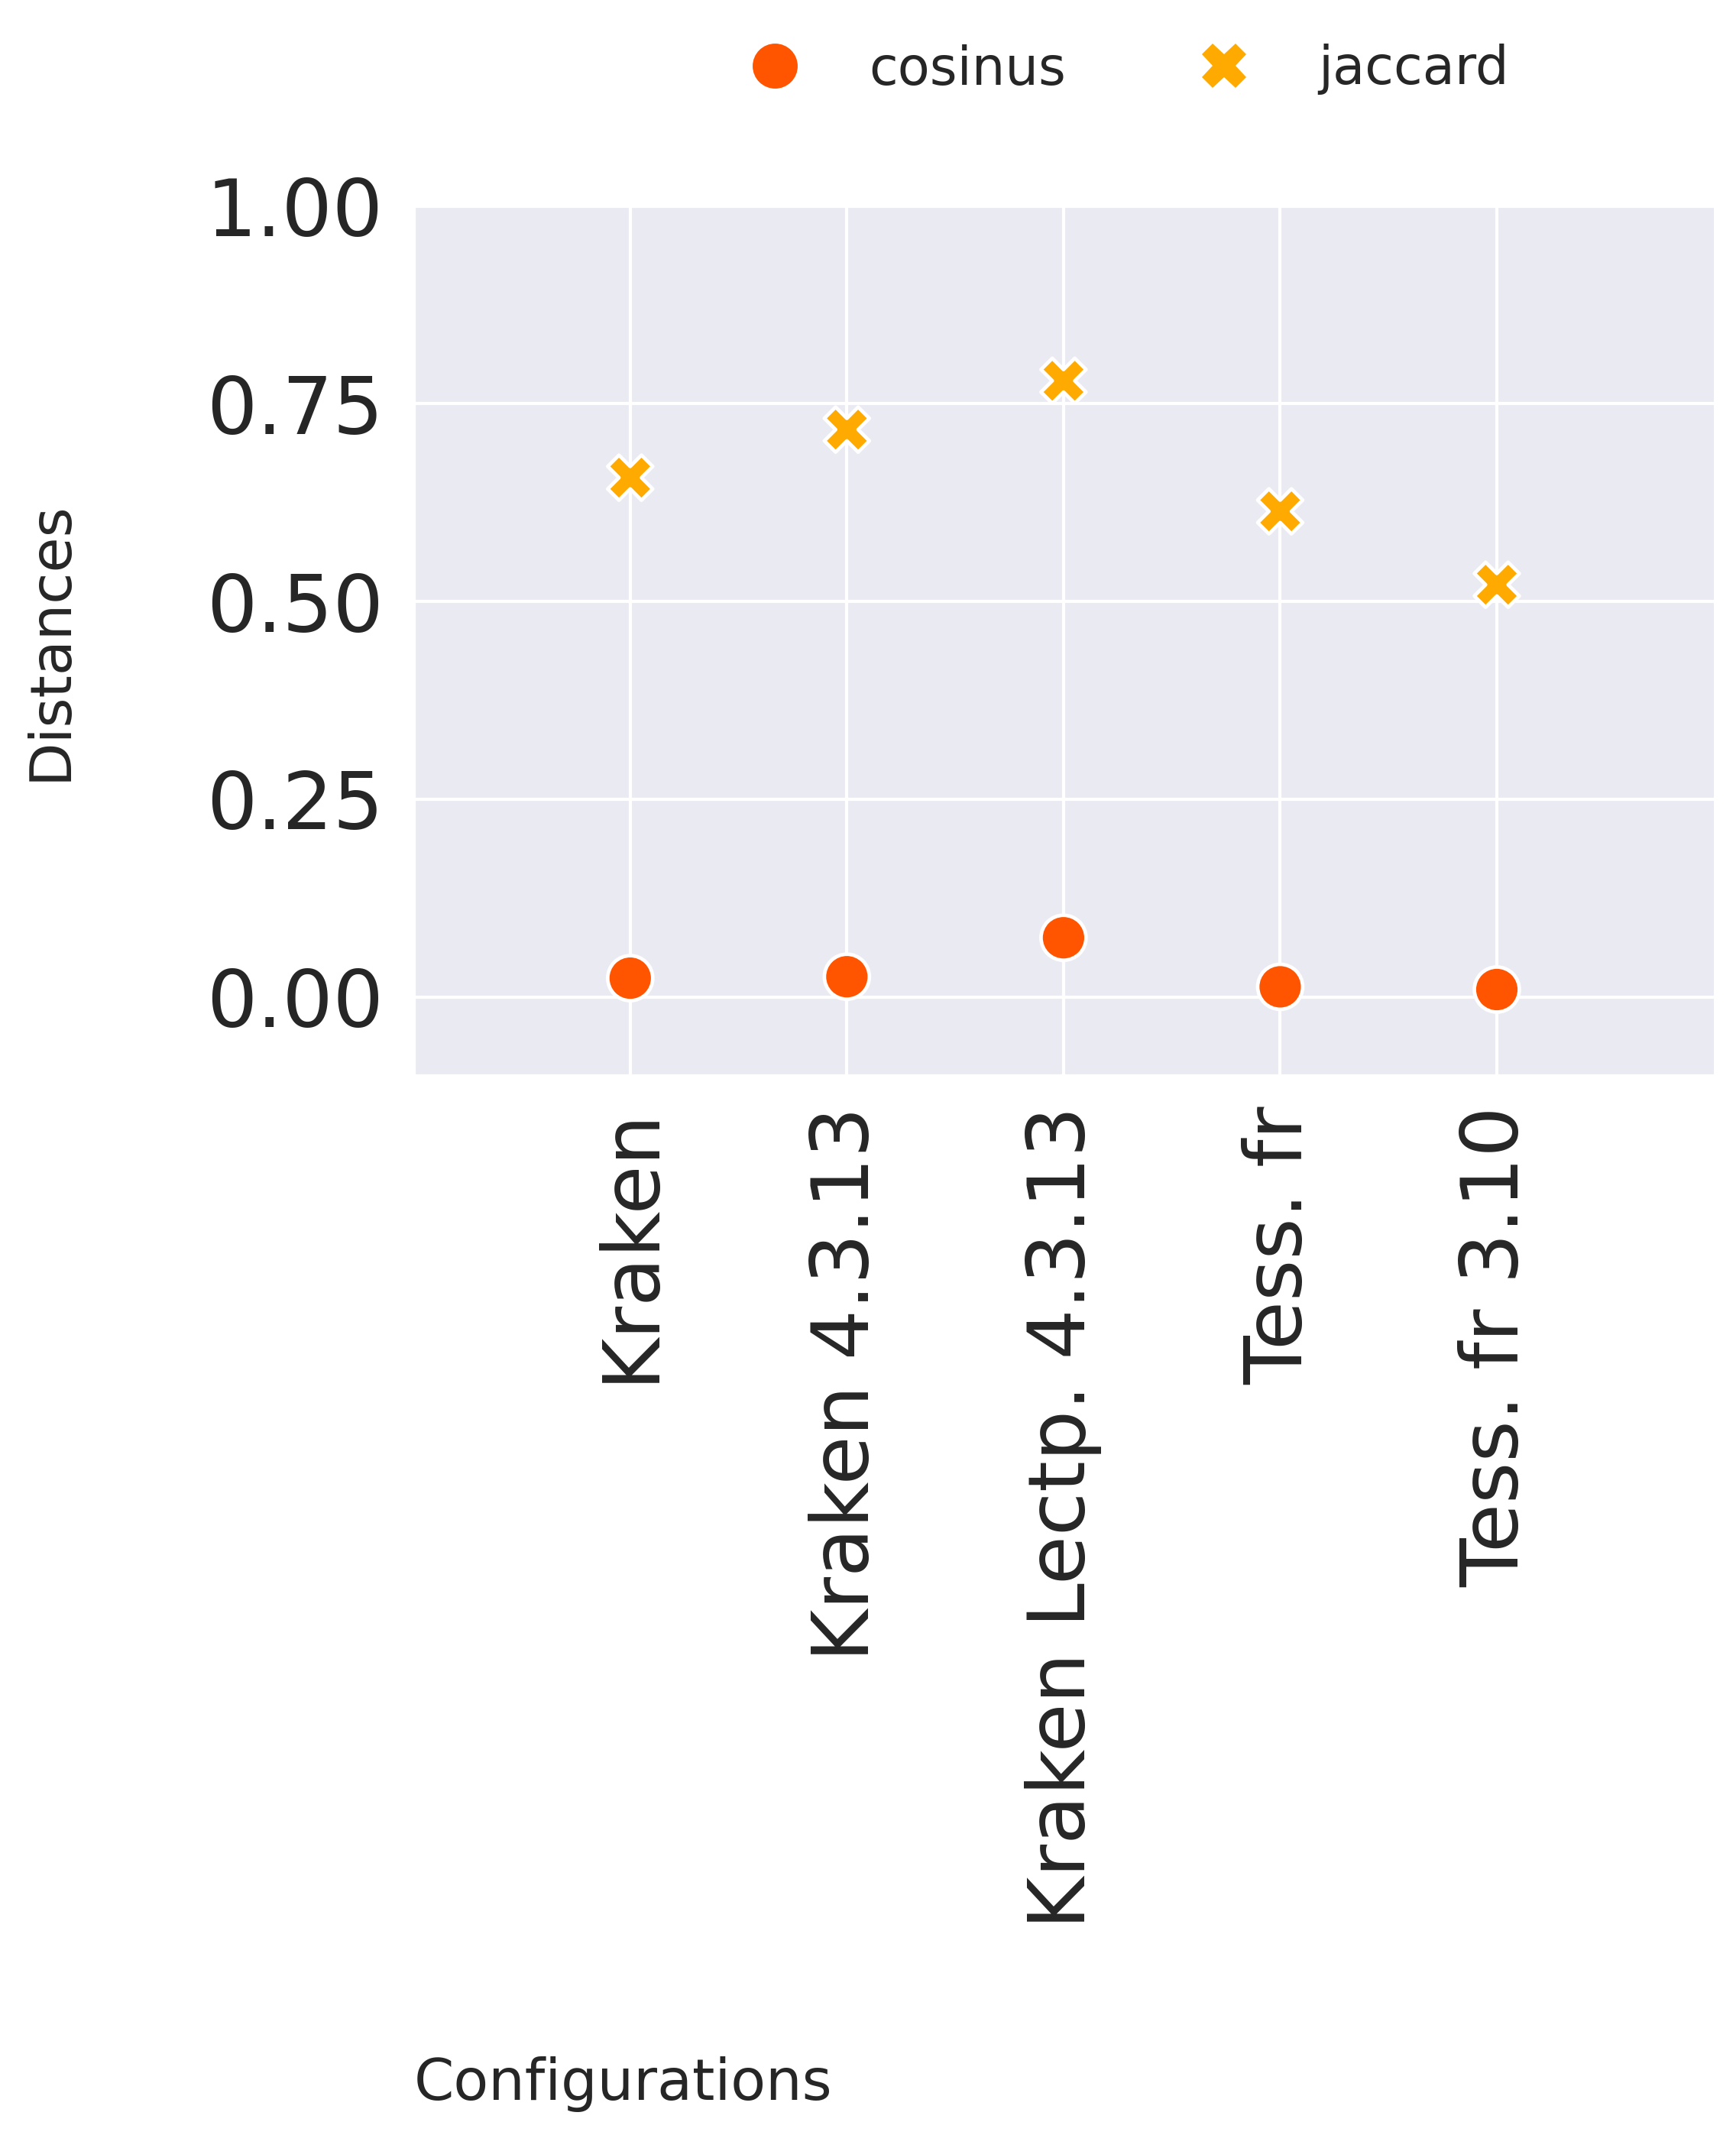 cosinus jaccard
1.00
0.75
0.50
0.25
0.00
Distances
Kraken
Kraken 4.3.13
Kraken Lectp. 4.3.13
Tess. fr
Tess. fr 3.10
Configurations